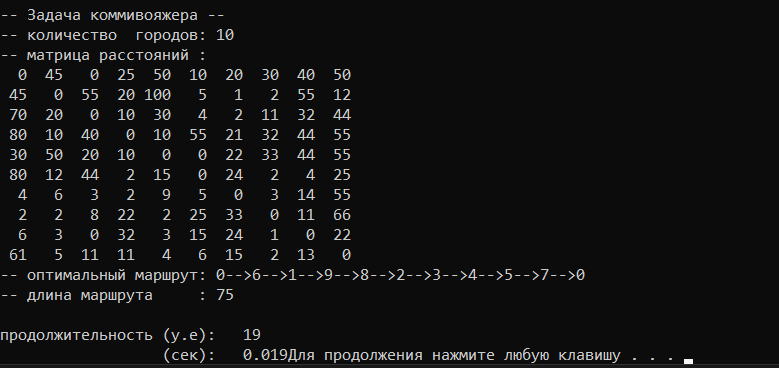 -- Задача коммивояжера --
-- количество  городов: 10
-- матрица расстояний :
  0  45   0  25  50  10  20  30  40  50
 45   0  55  20 100   5   1   2  55  12
 70  20   0  10  30   4   2  11  32  44
 80  10  40   0  10  55  21  32  44  55
 30  50  20  10   0   0  22  33  44  55
 80  12  44   2  15   0  24   2   4  25
  4   6   3   2   9   5   0   3  14  55
  2   2   8  22   2  25  33   0  11  66
  6   3   0  32   3  15  24   1   0  22
 61   5  11  11   4   6  15   2  13   0
-- оптимальный маршрут: 0-->6-->1-->9-->8-->2-->3-->4-->5-->7-->0
-- длина маршрута     : 75
продолжительность (у.е):   19
                  (сек):   0.019Для продолжения нажмите любую клавишу . . .